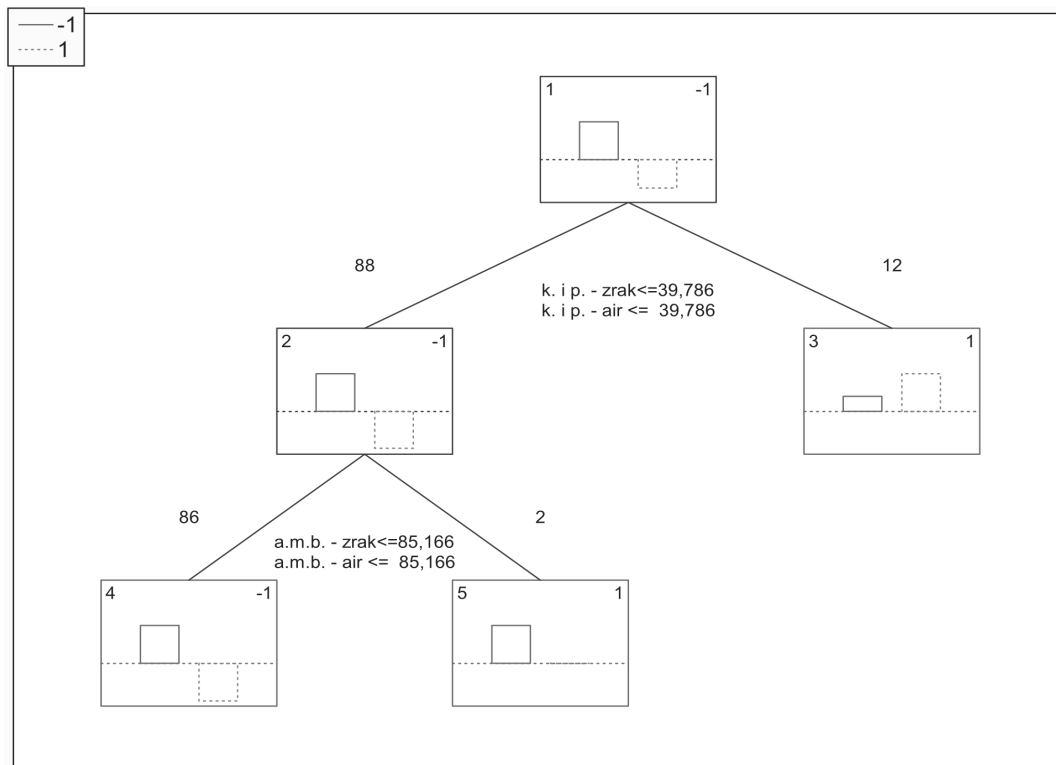 -1
1
1 -1
88 12
k. i p. - zrak<=39,786
k. i p. - air <= 39,786
2 -1
3 1
86 2
a.m.b. - zrak<=85,166
a.m.b. - air <= 85,166
4 -1
5 1